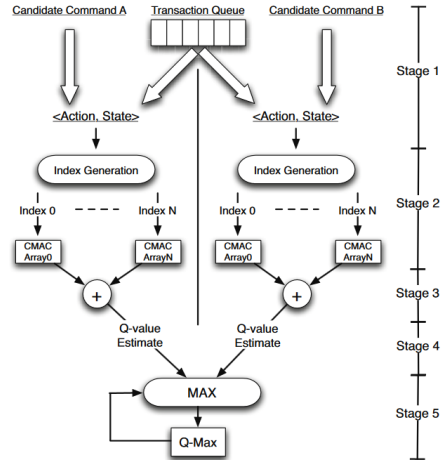 Candidate Command A
Transaction Queue
Candidate Command B
Stage 1
<Action, State>
<Action, State>
Index Generation
Index Generation
Stage 2
Index 0
Index N
Index 0
Index N
CMAC
Array0
CMAC
ArrayN
CMAC
Array0
CMAC
ArrayN
+
+
Stage 3
Q-value
Estimate
Q-value
Estimate
Stage 4
MAX
Stage 5
Q-Max